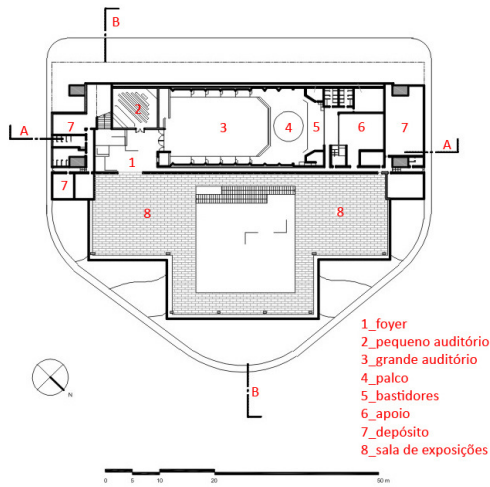 B
A
7
2
3
4
5
6
7
A
1
7
8
8
1_foyer
2_pequeno auditório
3_grande auditório
4_palco
5_bastidores
6_apoio
7_depósito
8_sala de exposições
N
B
0 5 10 20 50 m